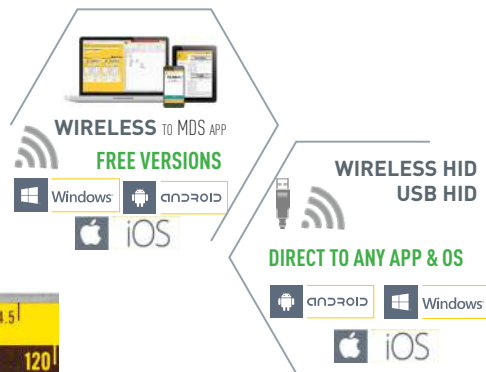 WIRELESS TO MDS APP
FREE VERSIONS
Windows
android
iOS
WIRELESS HID
USB HID
DIRECT TO ANY APP & OS
android
Windows
iOS
4.5
120